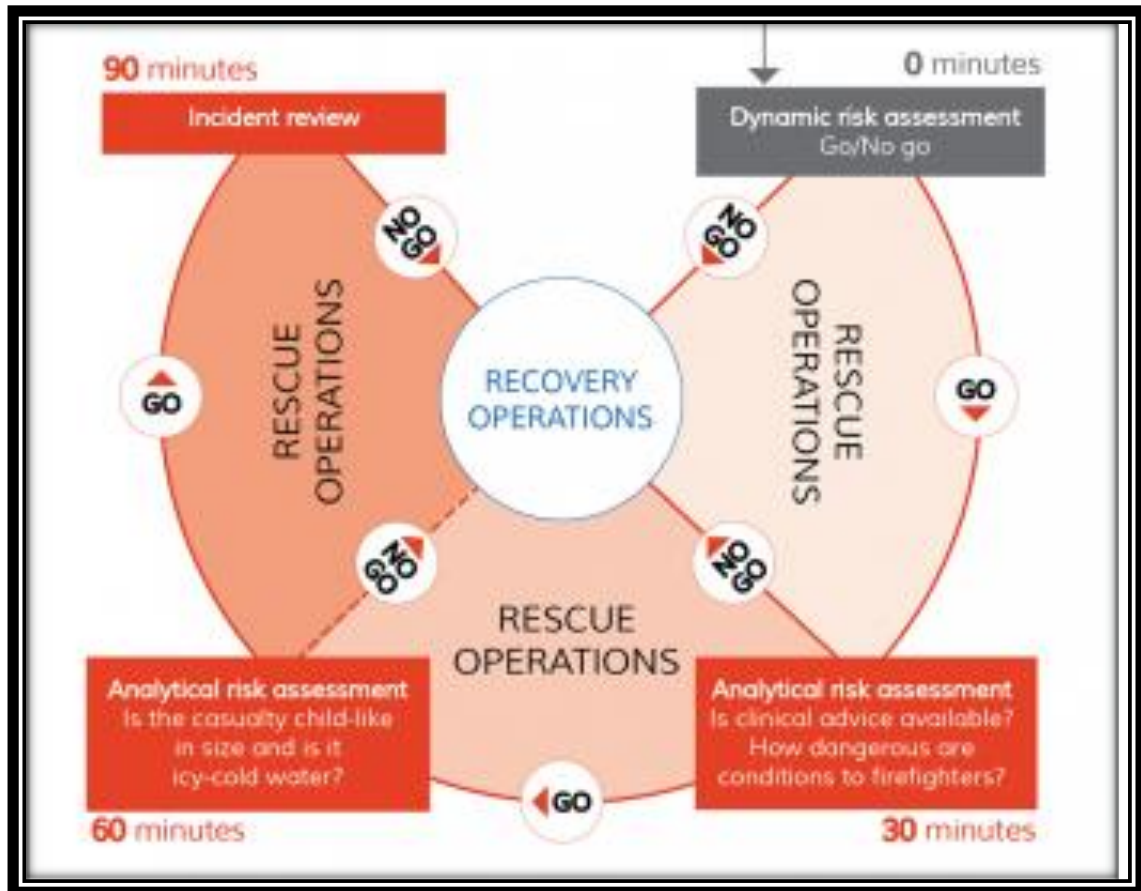 0 minutes
Dynamic risk assessment
Go/No go
NO
GO
RESCUE
OPERATIONS
GO
30 minutes
Analytical risk assessment
Is clinical advice available?
How dangerous are
conditions to firefighters?
NO
GO
GO
RESCUE
OPERATIONS
GO
60 minutes
Analytical risk assessment
Is the casualty child-like
in size and is it
icy-cold water?
NO
GO
RESCUE
OPERATIONS
GO
90 minutes
Incident review
NO
GO
RECOVERY
OPERATIONS